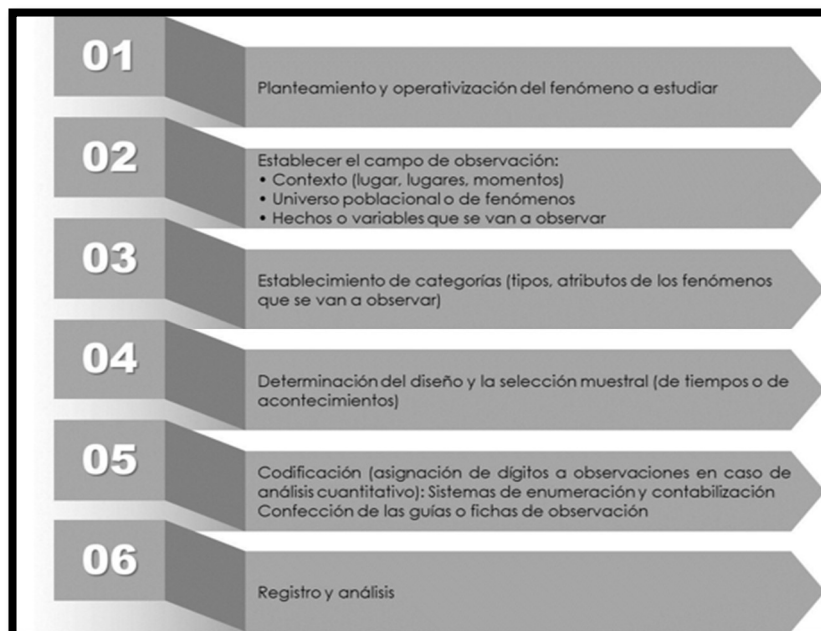 01
Planteamiento y operativización del fenómeno a estudiar
02
Establecer el campo de observación:
• Contexto (lugar, lugares, momentos)
• Universo poblacional o de fenómenos
• Hechos o variables que se van a observar
03
Establecimiento de categorías (tipos, atributos de los fenómenos
que se van a observar)
04
Determinación del diseño y la selección muestral (de tiempos o de
acontecimientos)
05
Codificación (asignación de dígitos a observaciones en caso de
análisis cuantitativo): Sistemas de enumeración y contabilización
Confección de las guías o fichas de observación
06
Registro y análisis